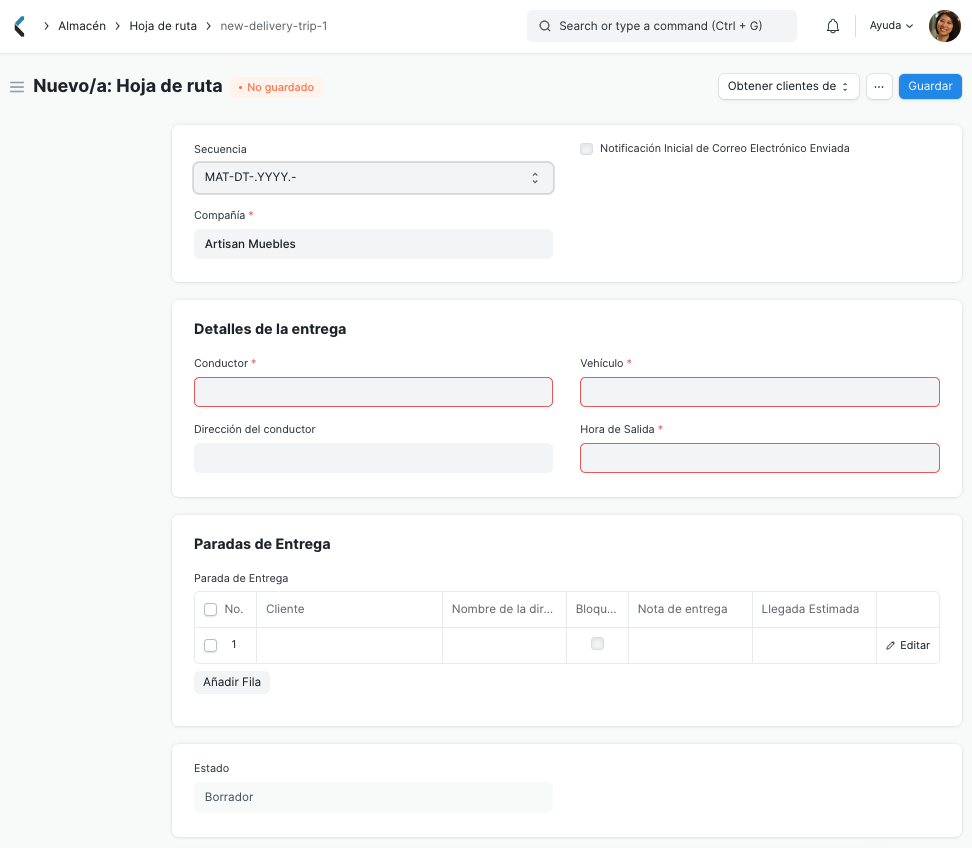 Almacén Hoja de ruta new-delivery-trip-1 Search or type a command (Ctrl + G) Ayuda
Nuevo/a: Hoja de ruta • No guardado Obtener clientes de ... Guardar
Secuencia
Notificación Inicial de Correo Electrónico Enviada
MAT-DT-.YYYY.-
Compañía *
Artisan Muebles
Detalles de la entrega
Conductor * Vehículo *
Dirección del conductor Hora de Salida *
Paradas de Entrega
Parada de Entrega
No. Cliente Nombre de la dir... Bloqu... Nota de entrega Llegada Estimada
1 Editar
Añadir Fila
Estado
Borrador